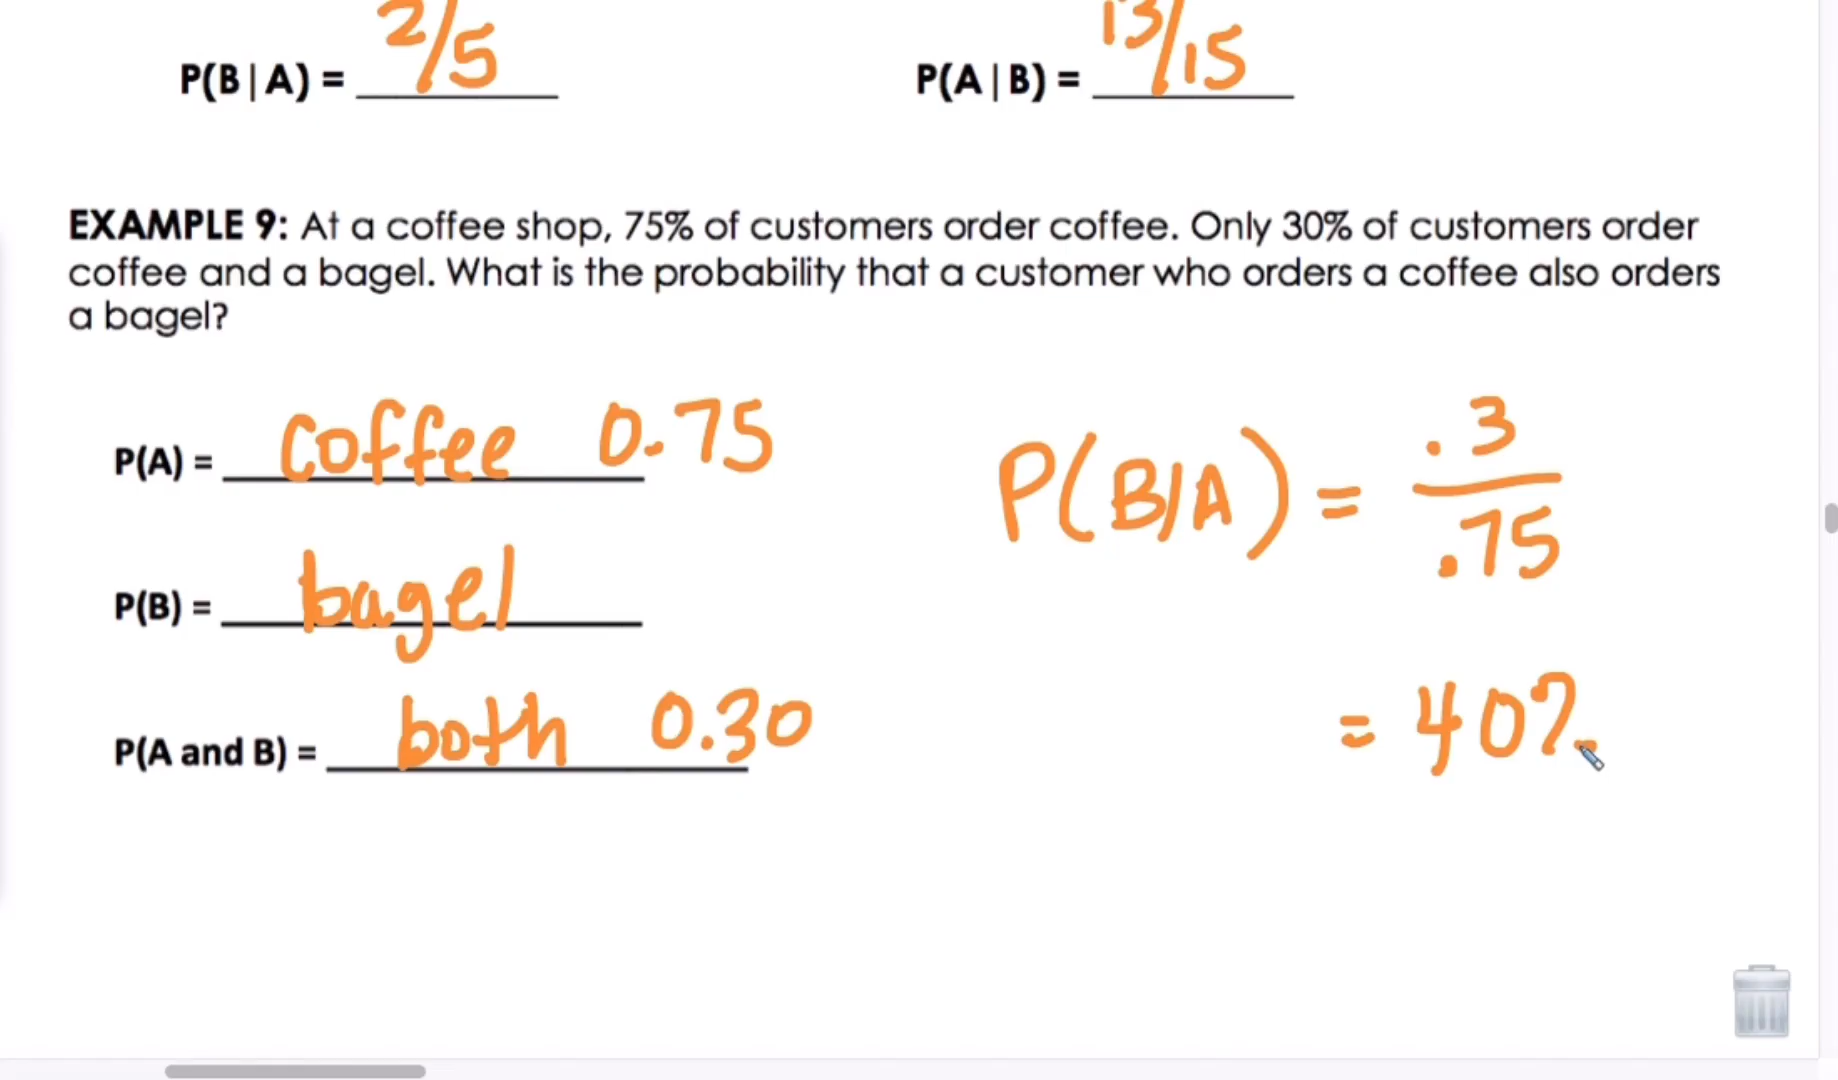 P(B | A) = 2/5
P(A | B) = 13/15
EXAMPLE 9: At a coffee shop, 75% of customers order coffee. Only 30% of customers order
coffee and a bagel. What is the probability that a customer who orders a coffee also orders
a bagel?
P(A) = coffee 0.75
P(B|A) = .3/.75
P(B) = bagel
P(A and B) = both 0.30
= 40%